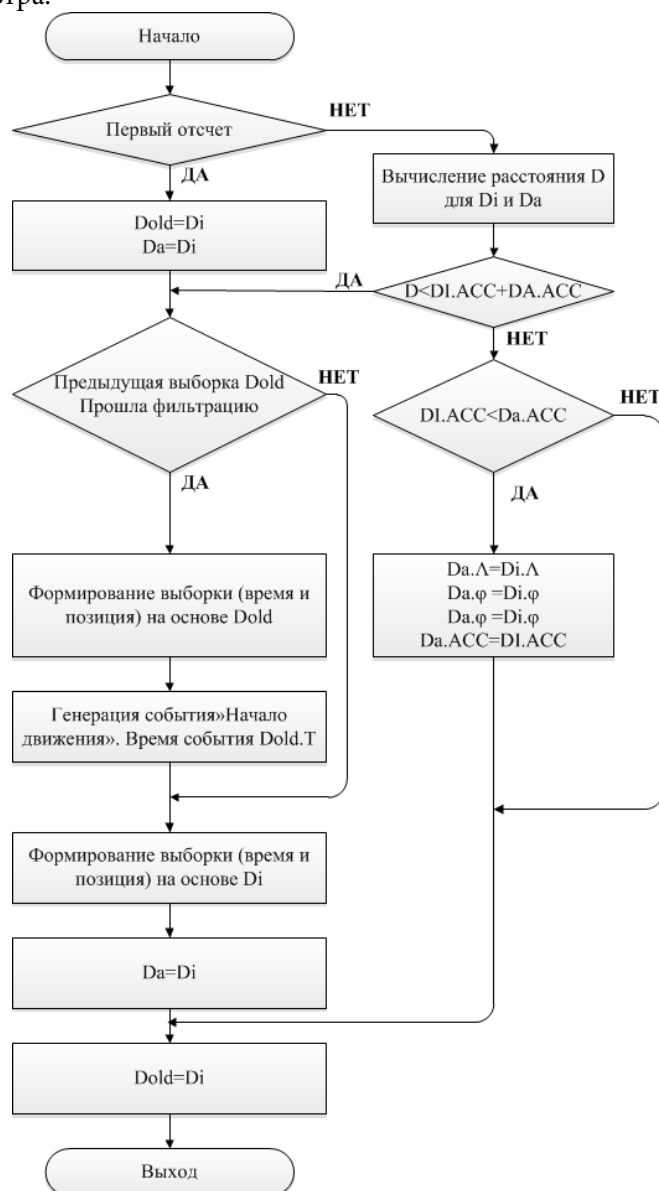 Начало
Первый отсчет
НЕТ
ДА
Dold=Di
Da=Di
Вычисление расстояния D
для Di и Da
ДА
D<DI.ACC+DA.ACC
НЕТ
Предыдущая выборка Dold
Прошла фильтрацию
НЕТ
ДА
DI.ACC<Da.ACC
НЕТ
ДА
Формирование выборки (время и
позиция) на основе Dold
Da.Λ=Di.Λ
Da.φ =Di.φ
Da.φ =Di.φ
Da.ACC=DI.ACC
Генерация события»Начало
движения». Время события Dold.T
Формирование выборки (время и
позиция) на основе Di
Da=Di
Dold=Di
Выход